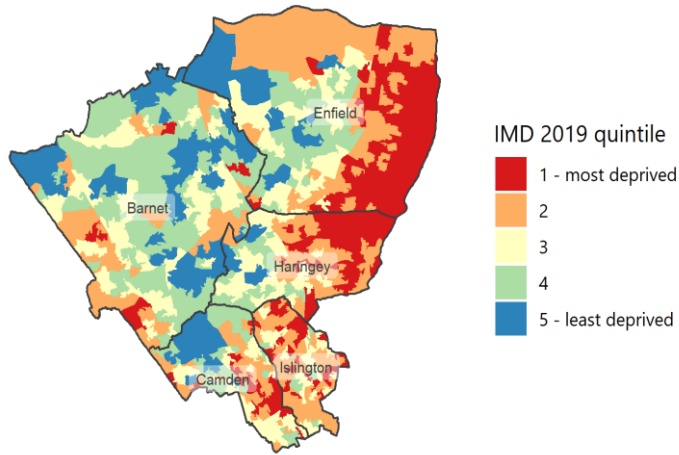 Enfield
Barnet
Haringey
Islington
Camden
IMD 2019 quintile
1 - most deprived
2
3
4
5 - least deprived